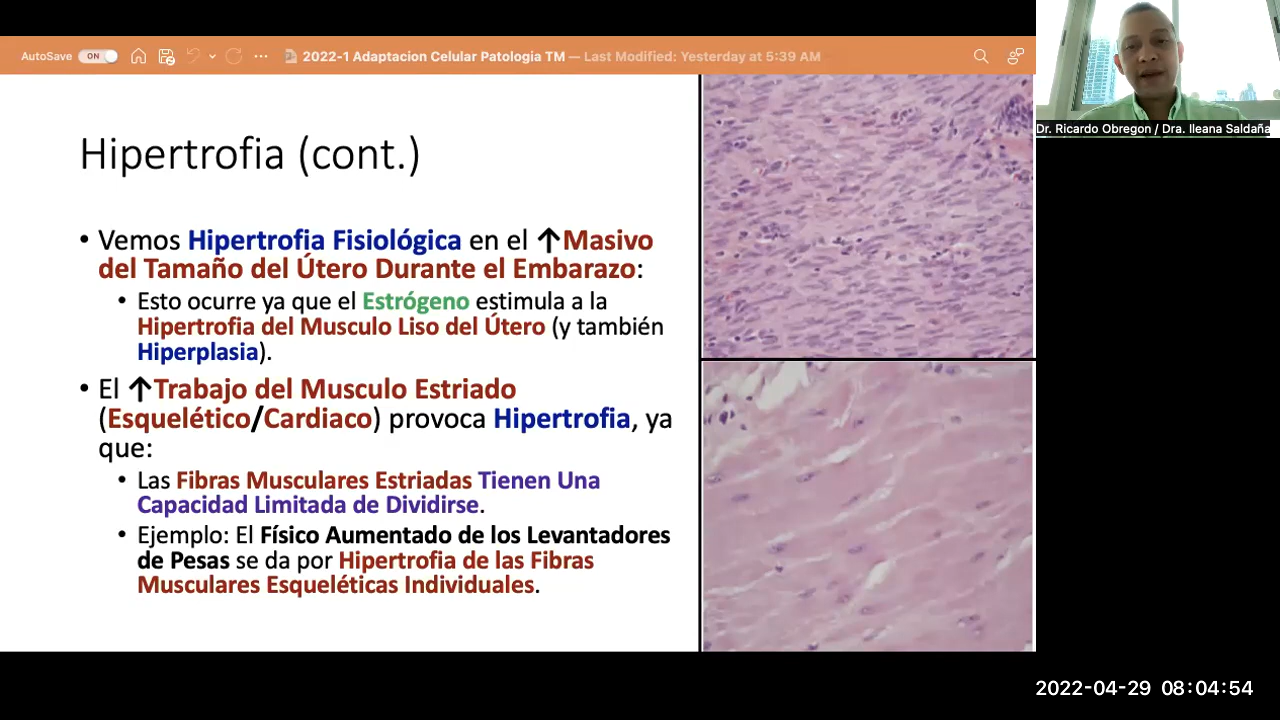 AutoSave ON ... 2022-1 Adaptacion Celular Patologia TM — Last Modified: Yesterday at 5:39 AM
Dr. Ricardo Obregon / Dra. Ileana Saldaña
Hipertrofia (cont.)
• Vemos Hipertrofia Fisiológica en el ↑Masivo
del Tamaño del Útero Durante el Embarazo:
• Esto ocurre ya que el Estrógeno estimula a la
Hipertrofia del Musculo Liso del Útero (y también
Hiperplasia).
• El ↑Trabajo del Musculo Estriado
(Esquelético/Cardiaco) provoca Hipertrofia, ya
que:
• Las Fibras Musculares Estriadas Tienen Una
Capacidad Limitada de Dividirse.
• Ejemplo: El Físico Aumentado de los Levantadores
de Pesas se da por Hipertrofia de las Fibras
Musculares Esqueléticas Individuales.
2022-04-29 08:04:54